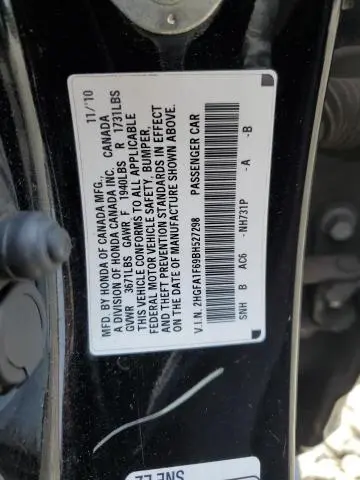 MFD. BY HONDA OF CANADA MFG., 11/'10
A DIVISION OF HONDA CANADA INC. CANADA
GVWR 3671LBS GAWR F 1940LBS R 1731LBS
THIS VEHICLE CONFORMS TO ALL APPLICABLE
FEDERAL MOTOR VEHICLE SAFETY, BUMPER,
AND THEFT PREVENTION STANDARDS IN EFFECT
ON THE DATE OF MANUFACTURE SHOWN ABOVE.
V.I.N. 2HGFA1F69BH527298 PASSENGER CAR
SNH B AC6 - NH731P - A - B